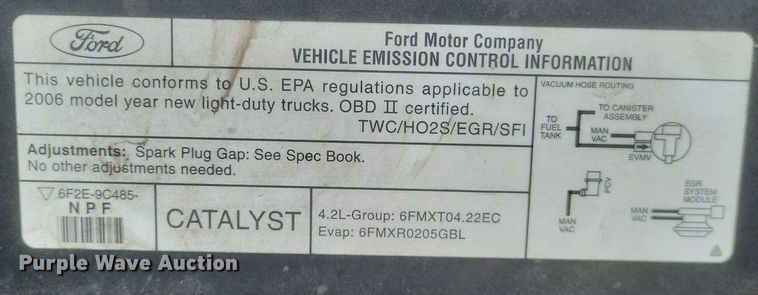 Ford
Ford Motor Company
VEHICLE EMISSION CONTROL INFORMATION
This vehicle conforms to U.S. EPA regulations applicable to
2006 model year new light-duty trucks. OBD II certified.
TWC/HO2S/EGR/SFI
Adjustments: Spark Plug Gap: See Spec Book.
No other adjustments needed.
6F2E-9C485-
NPF
CATALYST
4.2L-Group: 6FMXT04.22EC
Evap: 6FMXR0205GBL
VACUUM HOSE ROUTING
TO CANISTER
ASSEMBLY
TO
FUEL
TANK
MAN
VAC
EVMV
PCV
MAN
VAC
EGR
SYSTEM
MODULE
MAN
VAC
Purple Wave Auction